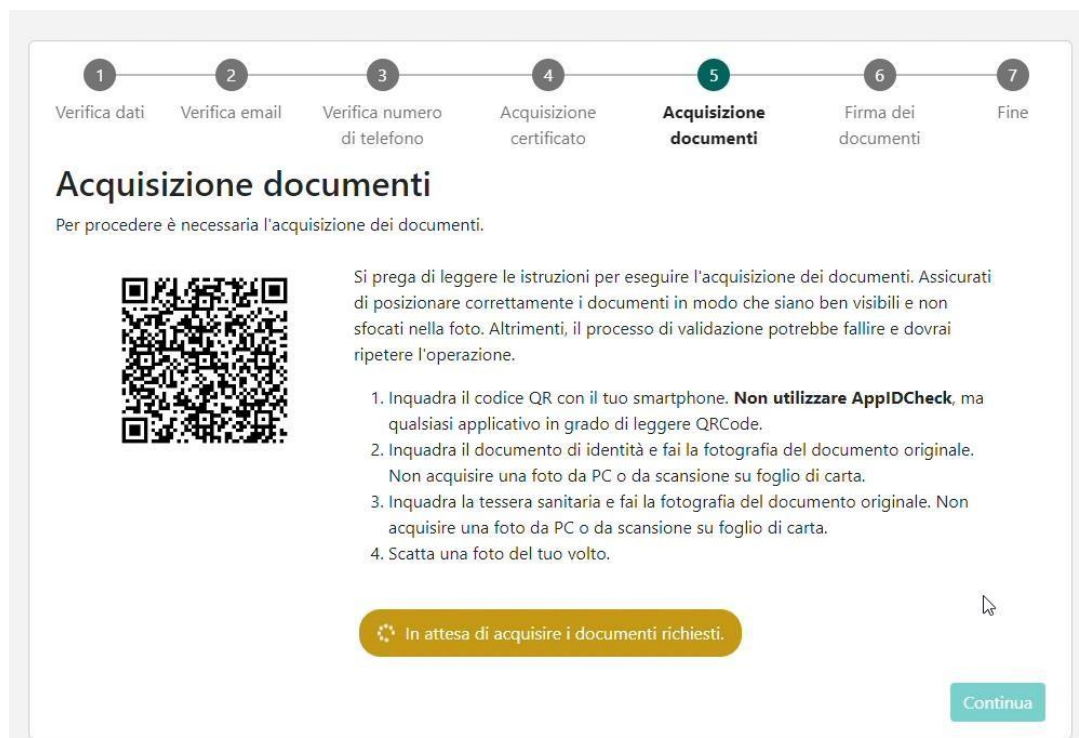 1 2 3 4 5 6 7
Verifica dati Verifica email Verifica numero Acquisizione Acquisizione Firma dei Fine
di telefono certificato documenti documenti
Acquisizione documenti
Per procedere è necessaria l'acquisizione dei documenti.
Si prega di leggere le istruzioni per eseguire l'acquisizione dei documenti. Assicurati
di posizionare correttamente i documenti in modo che siano ben visibili e non
sfocati nella foto. Altrimenti, il processo di validazione potrebbe fallire e dovrai
ripetere l'operazione.
1. Inquadra il codice QR con il tuo smartphone. Non utilizzare AppIDCheck, ma
qualsiasi applicativo in grado di leggere QRCode.
2. Inquadra il documento di identità e fai la fotografia del documento originale.
Non acquisire una foto da PC o da scansione su foglio di carta.
3. Inquadra la tessera sanitaria e fai la fotografia del documento originale. Non
acquisire una foto da PC o da scansione su foglio di carta.
4. Scatta una foto del tuo volto.
In attesa di acquisire i documenti richiesti.
Continua